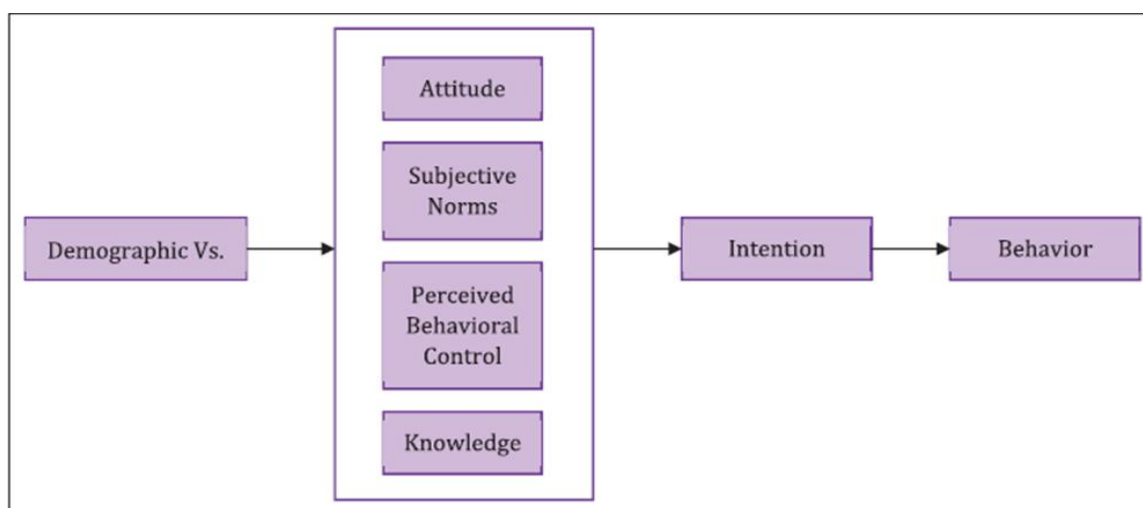 Demographic Vs.
Attitude
Subjective
Norms
Perceived
Behavioral
Control
Knowledge
Intention
Behavior